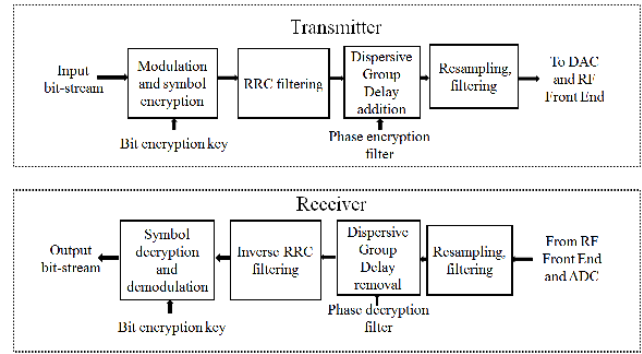 Transmitter
Input
bit-stream
Modulation
and symbol
encryption
RRC filtering
Dispersive
Group
Delay
addition
Resampling,
filtering
To DAC
and RF
Front End
Bit encryption key
Phase encryption
filter
Receiver
Output
bit-stream
Symbol
decryption
and
demodulation
Inverse RRC
filtering
Dispersive
Group
Delay
removal
Resampling,
filtering
From RF
Front End
and ADC
Bit encryption key
Phase decryption
filter